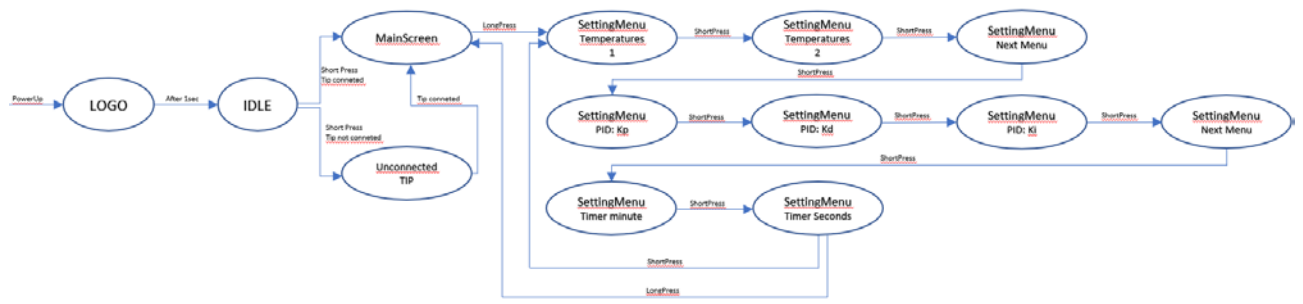 PowerUp
LOGO
After 1sec
IDLE
Short Press
Tip conneted
Short Press
Tip not conneted
MainScreen
Unconnected
TIP
Tip conneted
LongPress
SettingMenu
Temperatures
1
ShortPress
SettingMenu
Temperatures
2
ShortPress
SettingMenu
Next Menu
ShortPress
SettingMenu
PID: Kp
ShortPress
SettingMenu
PID: Kd
ShortPress
SettingMenu
PID: Ki
ShortPress
SettingMenu
Next Menu
ShortPress
SettingMenu
Timer minute
ShortPress
SettingMenu
Timer Seconds
ShortPress
LongPress